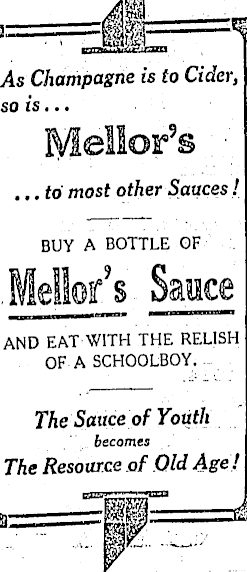 As Champagne is to Cider,
so is...
Mellor's
...to most other Sauces!
BUY A BOTTLE OF
Mellor's Sauce
AND EAT WITH THE RELISH
OF A SCHOOLBOY.
The Sauce of Youth
becomes
The Resource of Old Age!